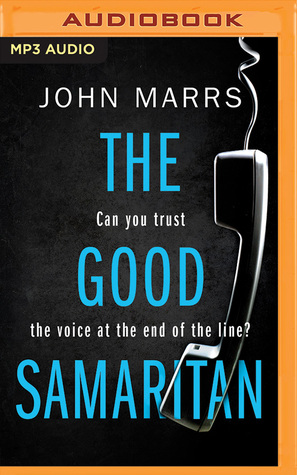 AUDIOBOOK
MP3 AUDIO
JOHN MARRS
THE
Can you trust
GOOD
the voice at the end of the line?
SAMARITAN